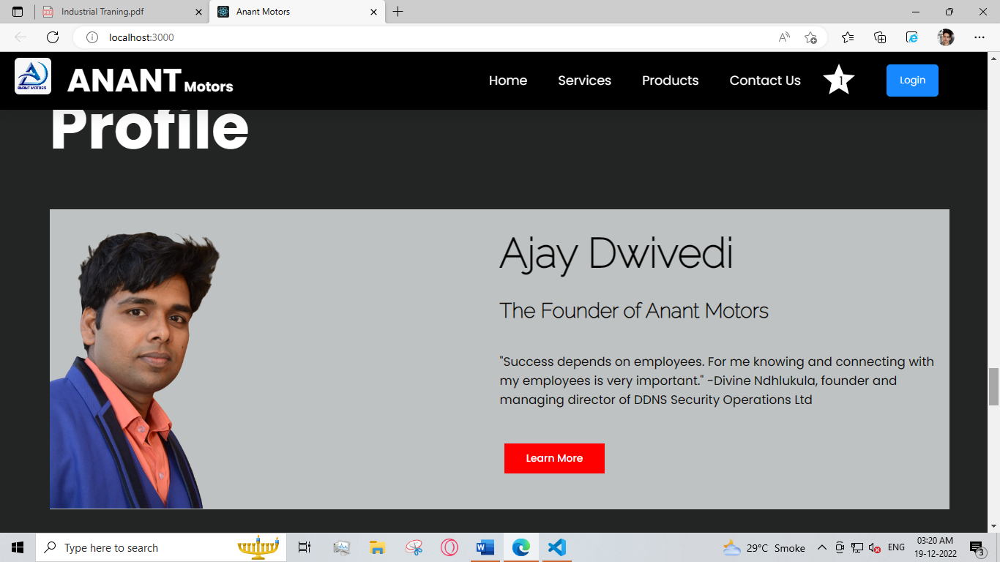 Industrial Traning.pdf
Anant Motors
localhost:3000
ANANT Motors
ANANT MOTORS
Home
Services
Products
Contact Us
1
Login
Profile
Ajay Dwivedi
The Founder of Anant Motors
"Success depends on employees. For me knowing and connecting with
my employees is very important." -Divine Ndhlukula, founder and
managing director of DDNS Security Operations Ltd
Learn More
Type here to search
29°C Smoke
ENG
03:20 AM
19-12-2022
3